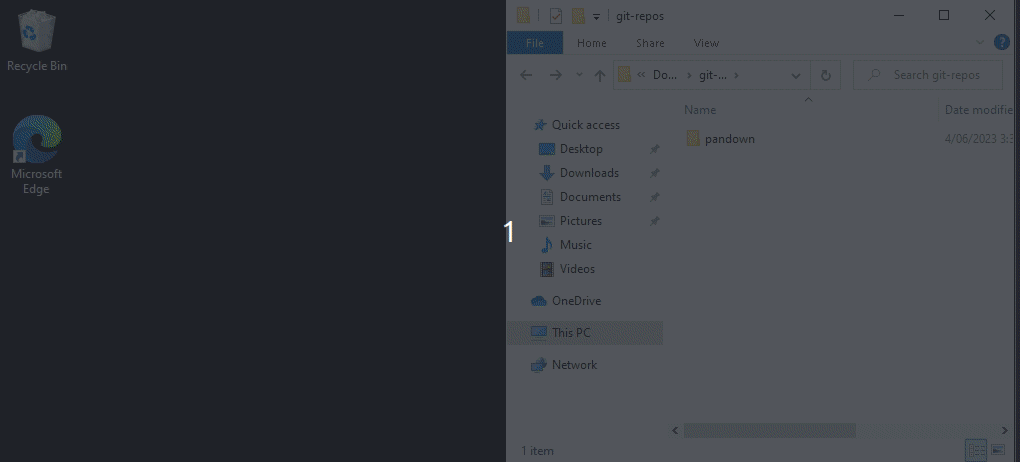 Recycle Bin
Microsoft
Edge
1
git-repos
File Home Share View
« Do... › git-... ›
Search git-repos
Name Date modifie
pandown 4/06/2023 3:3
Quick access
Desktop
Downloads
Documents
Pictures
Music
Videos
OneDrive
This PC
Network
1 item